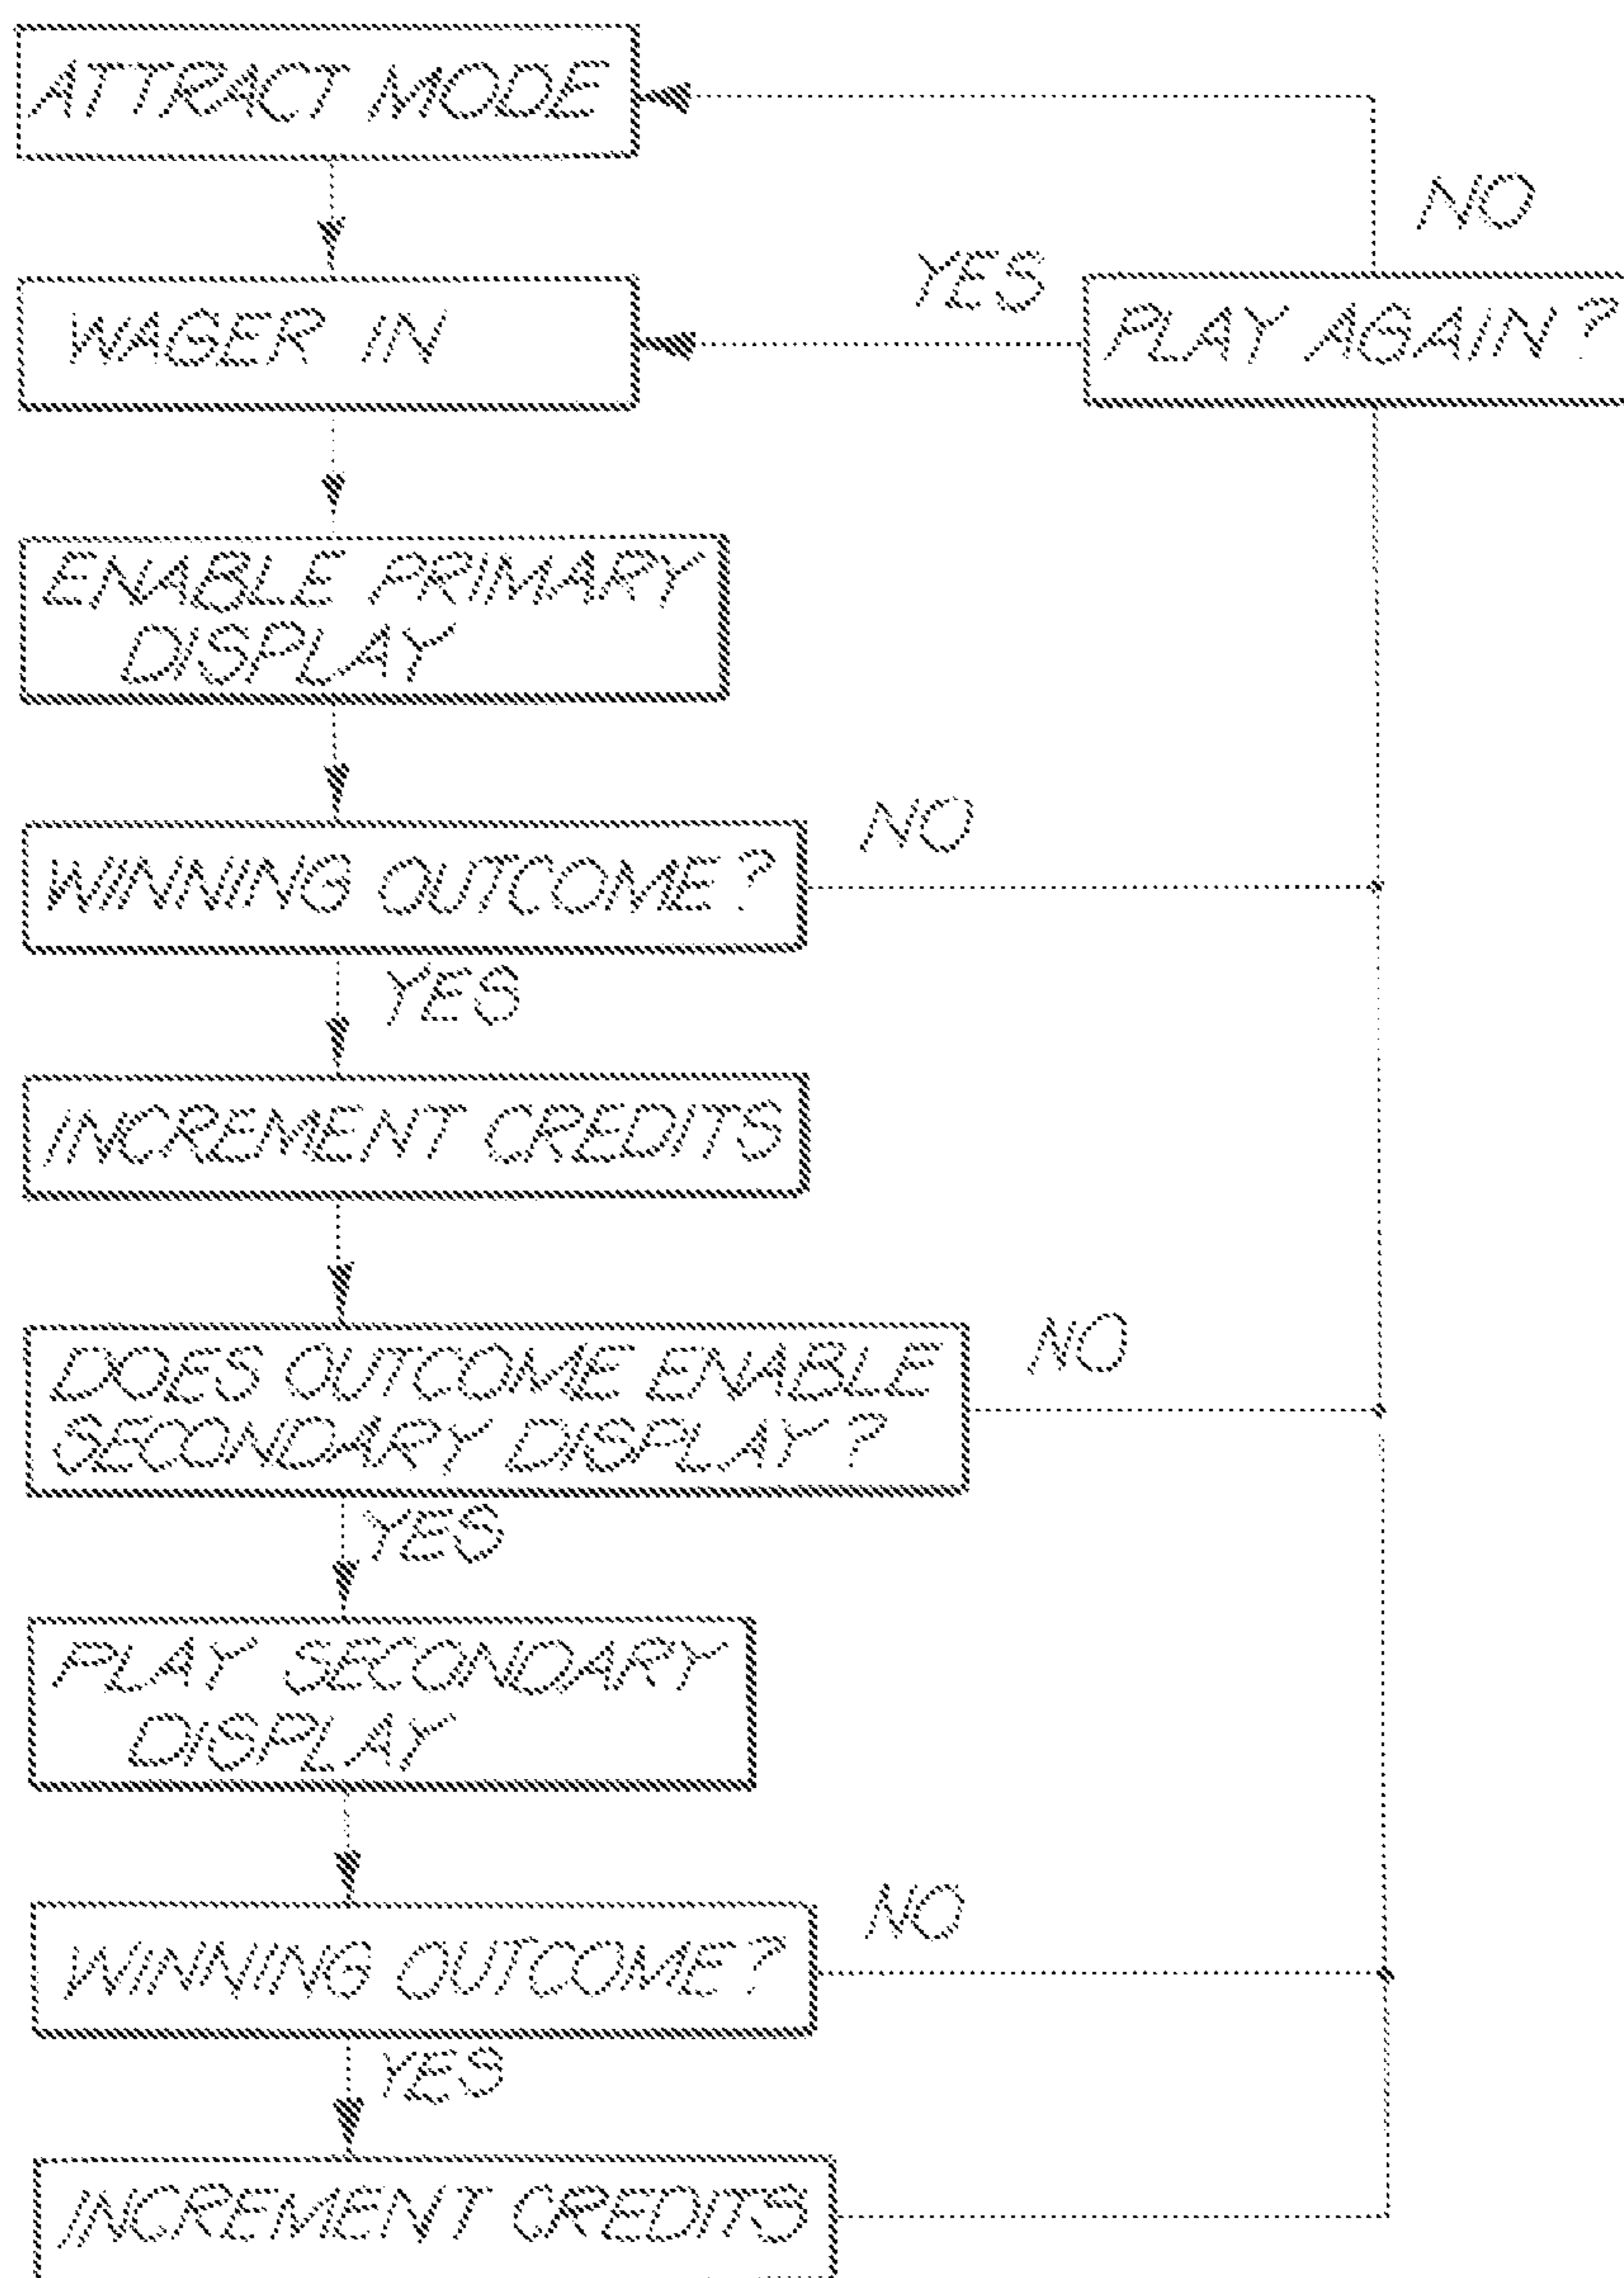 ATTRACT MODE
NO
YES
WAGER IN
PLAY AGAIN?
ENABLE PRIMARY
DISPLAY
NO
WINNING OUTCOME?
YES
INCREMENT CREDITS
NO
DOES OUTCOME ENABLE
SECONDARY DISPLAY?
YES
PLAY SECONDARY
DISPLAY
NO
WINNING OUTCOME?
YES
INCREMENT CREDITS